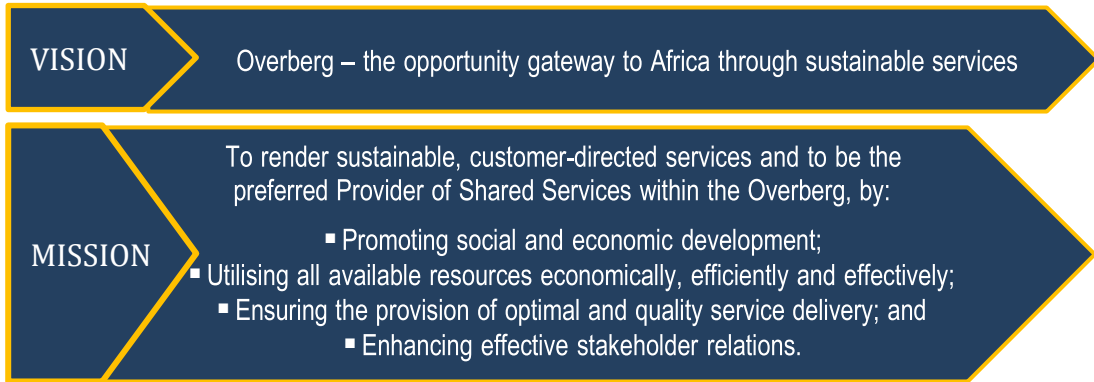 VISION
Overberg – the opportunity gateway to Africa through sustainable services
MISSION
To render sustainable, customer-directed services and to be the
preferred Provider of Shared Services within the Overberg, by:
▪ Promoting social and economic development;
▪ Utilising all available resources economically, efficiently and effectively;
▪ Ensuring the provision of optimal and quality service delivery; and
▪ Enhancing effective stakeholder relations.